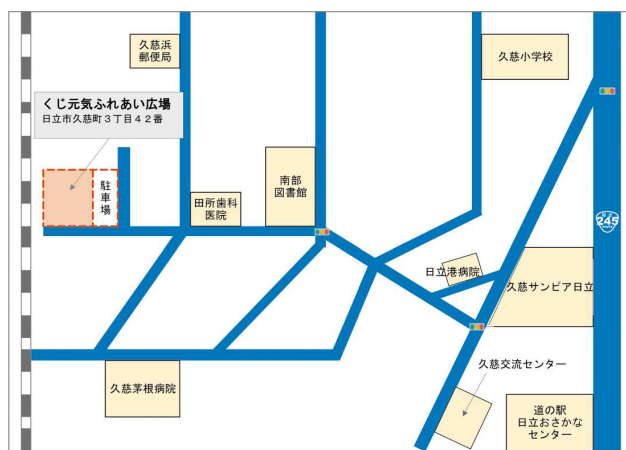 久慈浜
郵便局
久慈小学校
くじ元気ふれあい広場
日立市久慈町３丁目４２番
駐車場
田所歯科
医院
南部
図書館
245
日立港病院
久慈サンピア日立
久慈交流センター
久慈茅根病院
道の駅
日立おさかな
センター